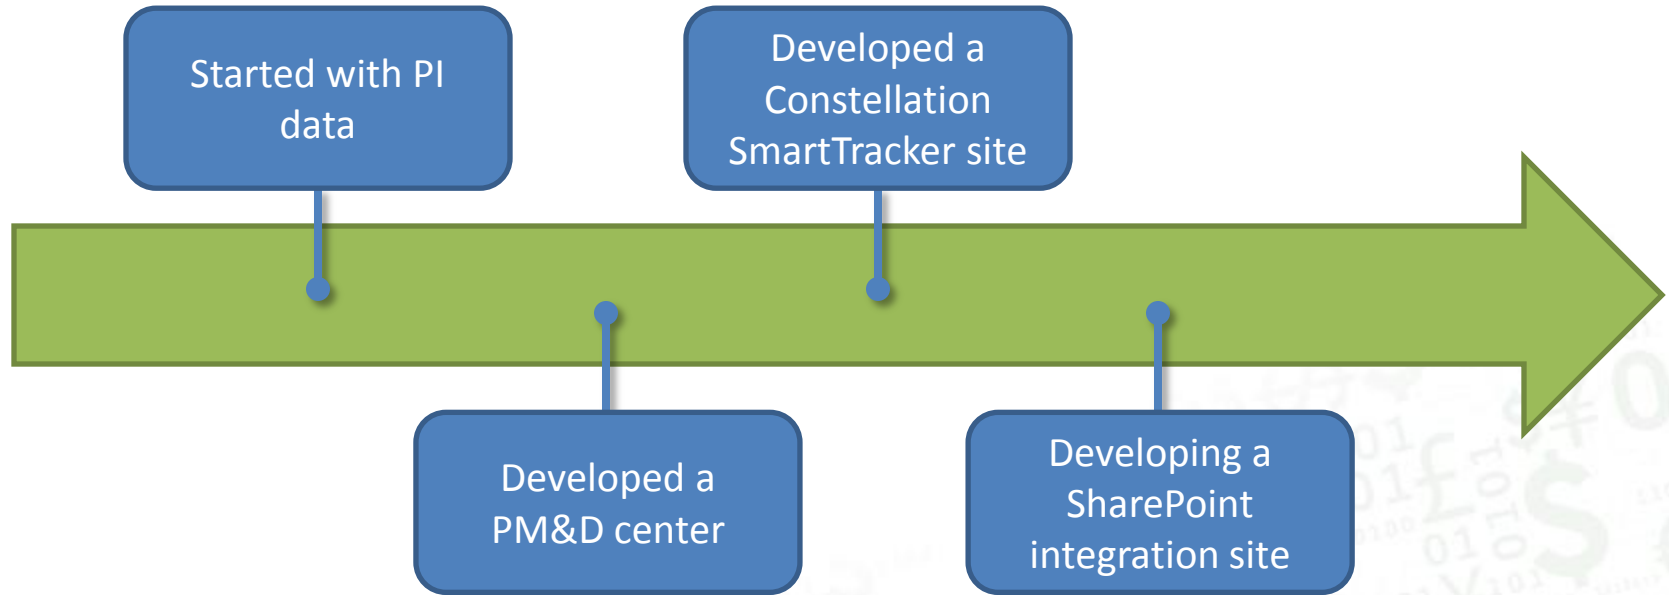 Started with PI
data
Developed a
PM&D center
Developed a
Constellation
SmartTracker site
Developing a
SharePoint
integration site